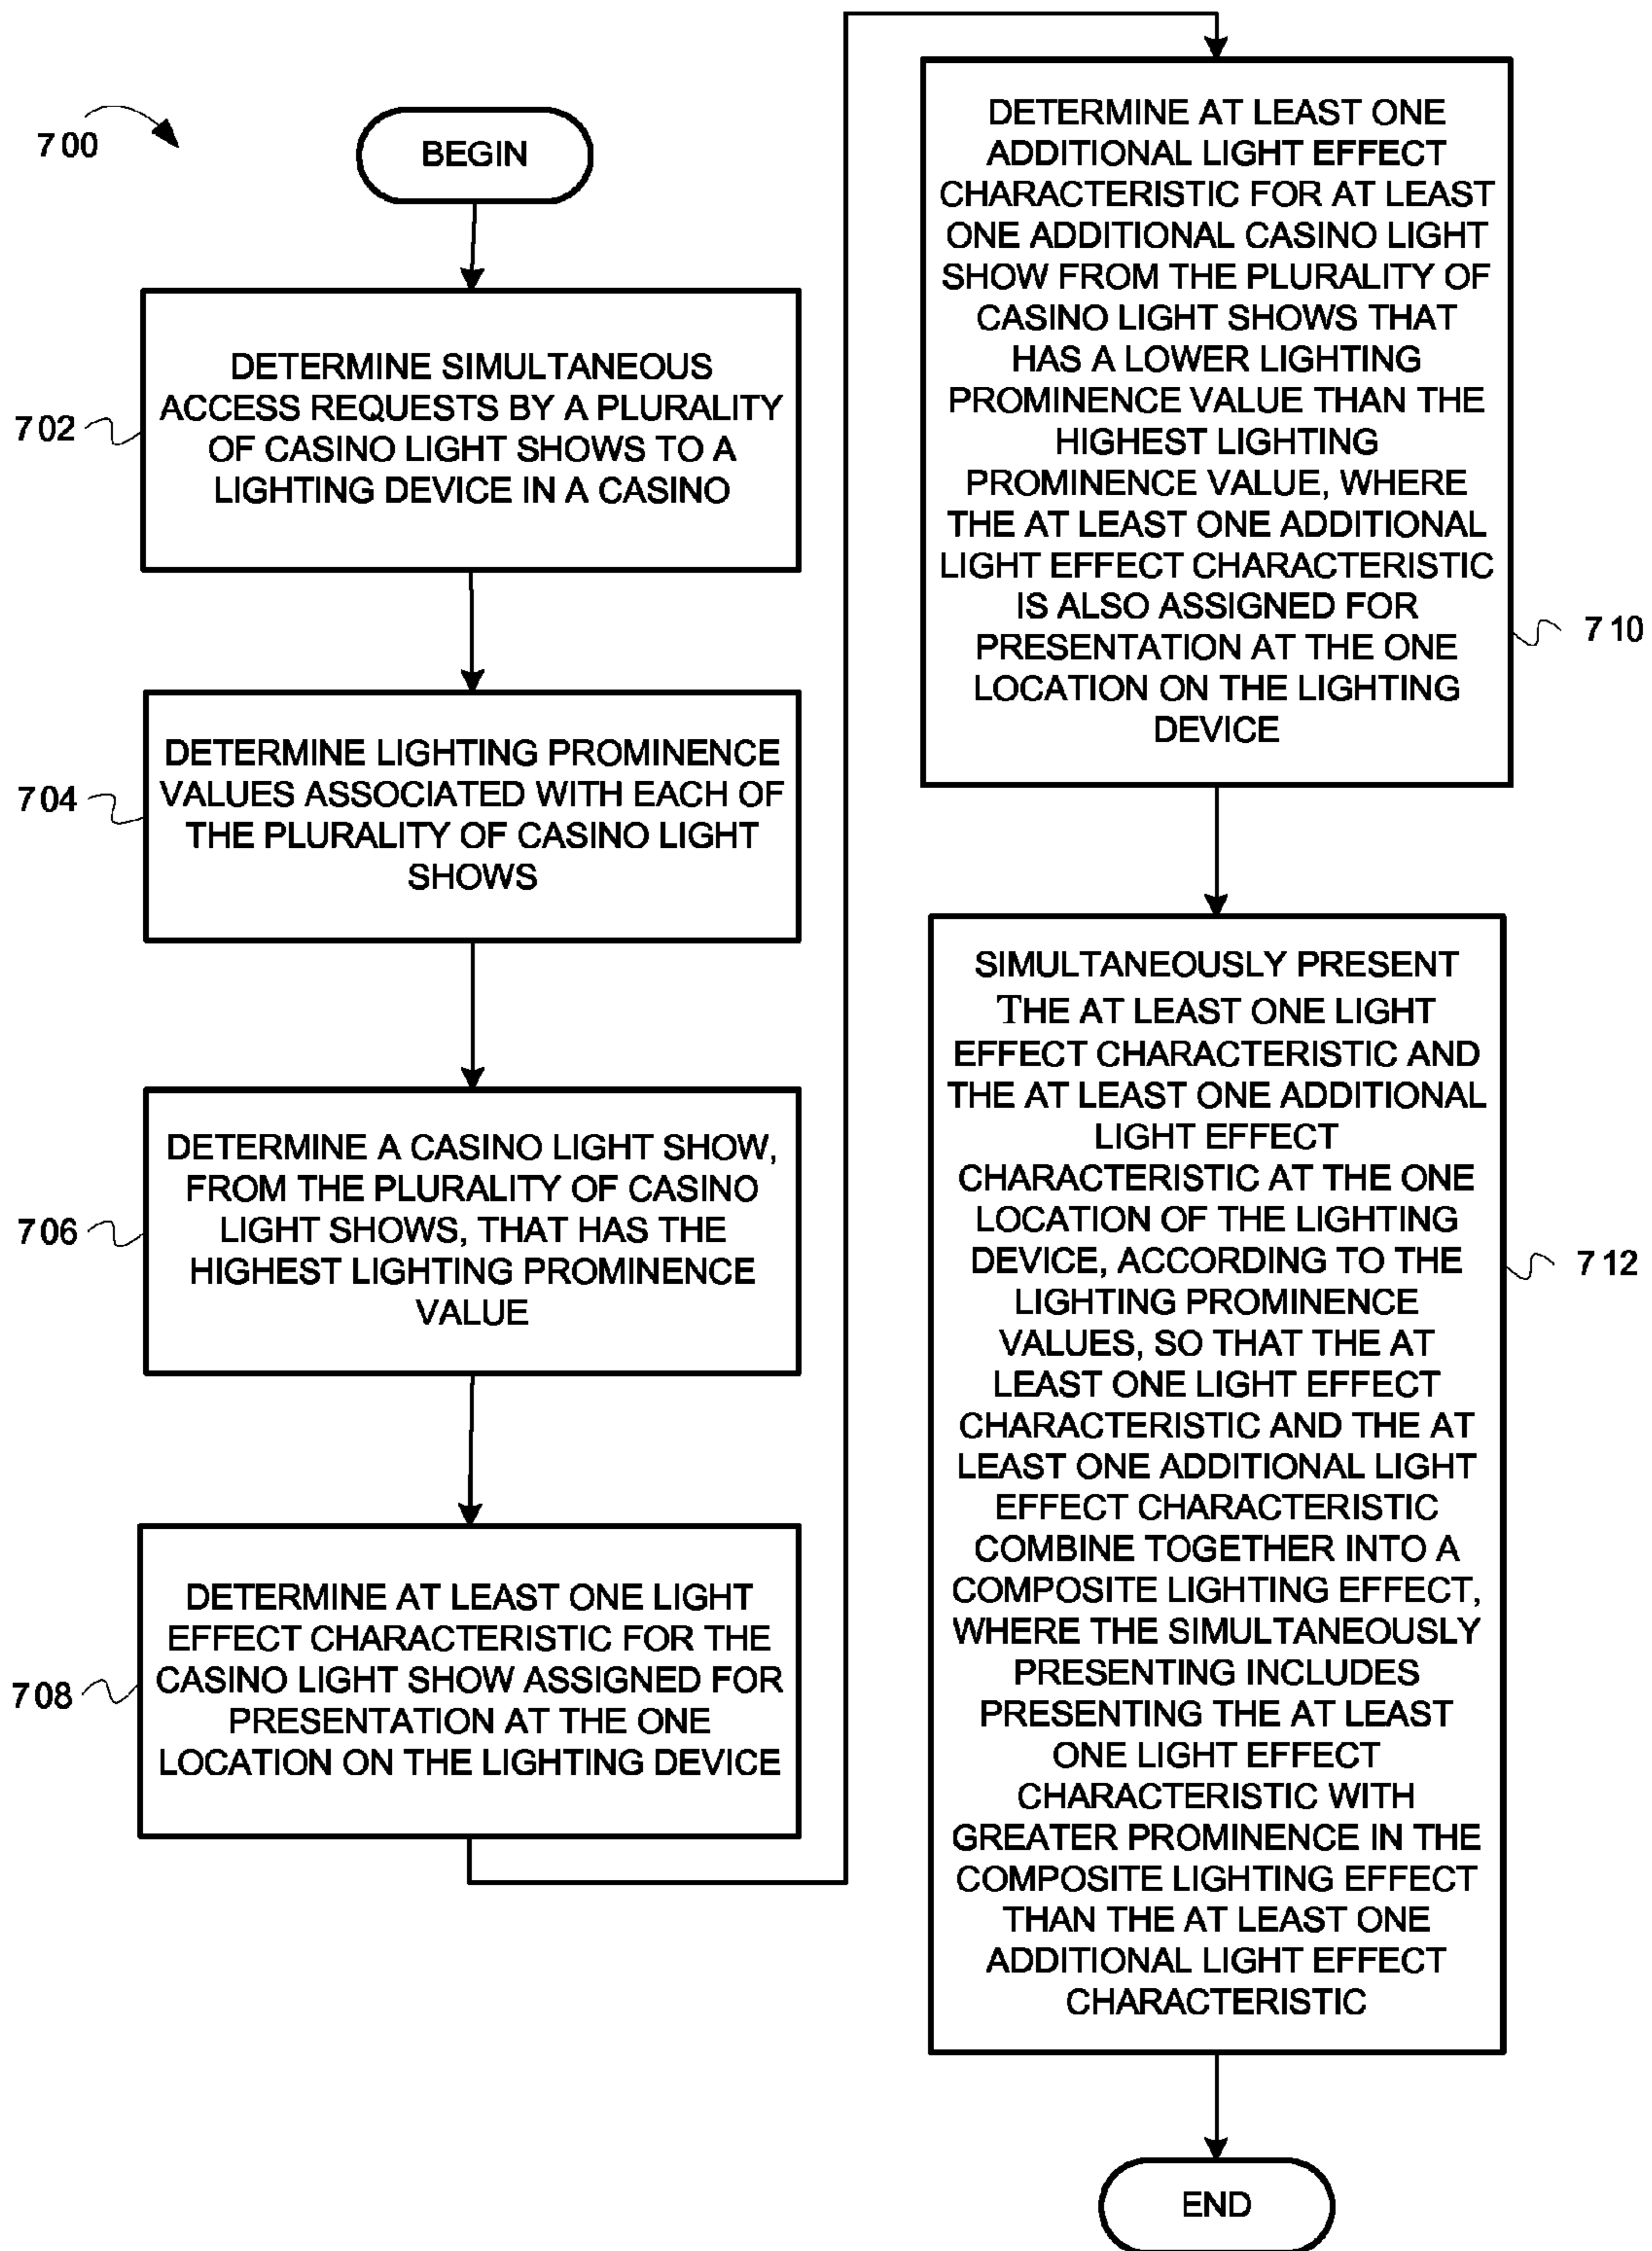 700
BEGIN
702
DETERMINE SIMULTANEOUS
ACCESS REQUESTS BY A PLURALITY
OF CASINO LIGHT SHOWS TO A
LIGHTING DEVICE IN A CASINO
704
DETERMINE LIGHTING PROMINENCE
VALUES ASSOCIATED WITH EACH OF
THE PLURALITY OF CASINO LIGHT
SHOWS
706
DETERMINE A CASINO LIGHT SHOW,
FROM THE PLURALITY OF CASINO
LIGHT SHOWS, THAT HAS THE
HIGHEST LIGHTING PROMINENCE
VALUE
708
DETERMINE AT LEAST ONE LIGHT
EFFECT CHARACTERISTIC FOR THE
CASINO LIGHT SHOW ASSIGNED FOR
PRESENTATION AT THE ONE
LOCATION ON THE LIGHTING DEVICE
DETERMINE AT LEAST ONE
ADDITIONAL LIGHT EFFECT
CHARACTERISTIC FOR AT LEAST
ONE ADDITIONAL CASINO LIGHT
SHOW FROM THE PLURALITY OF
CASINO LIGHT SHOWS THAT
HAS A LOWER LIGHTING
PROMINENCE VALUE THAN THE
HIGHEST LIGHTING
PROMINENCE VALUE, WHERE
THE AT LEAST ONE ADDITIONAL
LIGHT EFFECT CHARACTERISTIC
IS ALSO ASSIGNED FOR
PRESENTATION AT THE ONE
LOCATION ON THE LIGHTING
DEVICE
710
SIMULTANEOUSLY PRESENT
THE AT LEAST ONE LIGHT
EFFECT CHARACTERISTIC AND
THE AT LEAST ONE ADDITIONAL
LIGHT EFFECT
CHARACTERISTIC AT THE ONE
LOCATION OF THE LIGHTING
DEVICE, ACCORDING TO THE
LIGHTING PROMINENCE
VALUES, SO THAT THE AT
LEAST ONE LIGHT EFFECT
CHARACTERISTIC AND THE AT
LEAST ONE ADDITIONAL LIGHT
EFFECT CHARACTERISTIC
COMBINE TOGETHER INTO A
COMPOSITE LIGHTING EFFECT,
WHERE THE SIMULTANEOUSLY
PRESENTING INCLUDES
PRESENTING THE AT LEAST
ONE LIGHT EFFECT
CHARACTERISTIC WITH
GREATER PROMINENCE IN THE
COMPOSITE LIGHTING EFFECT
THAN THE AT LEAST ONE
ADDITIONAL LIGHT EFFECT
CHARACTERISTIC
712
END